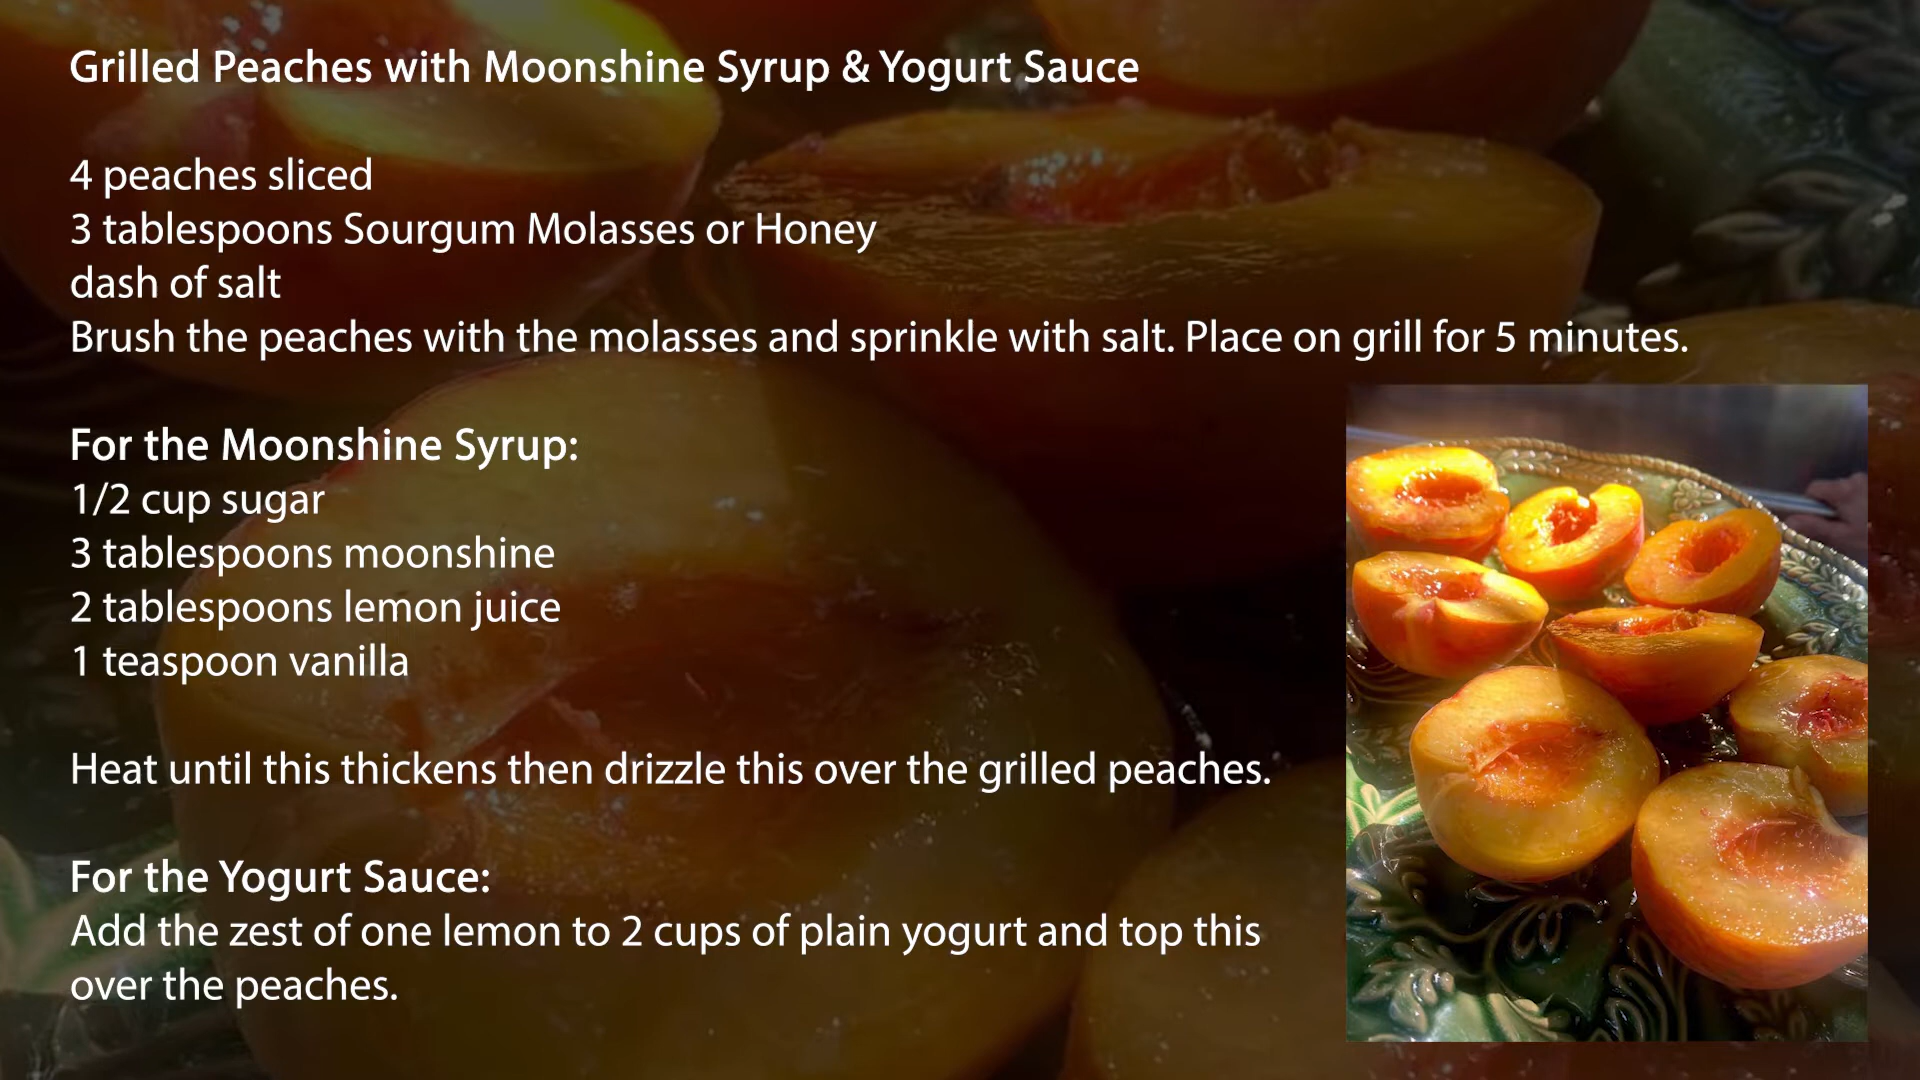 Grilled Peaches with Moonshine Syrup & Yogurt Sauce
4 peaches sliced
3 tablespoons Sourgum Molasses or Honey
dash of salt
Brush the peaches with the molasses and sprinkle with salt. Place on grill for 5 minutes.
For the Moonshine Syrup:
1/2 cup sugar
3 tablespoons moonshine
2 tablespoons lemon juice
1 teaspoon vanilla
Heat until this thickens then drizzle this over the grilled peaches.
For the Yogurt Sauce:
Add the zest of one lemon to 2 cups of plain yogurt and top this
over the peaches.